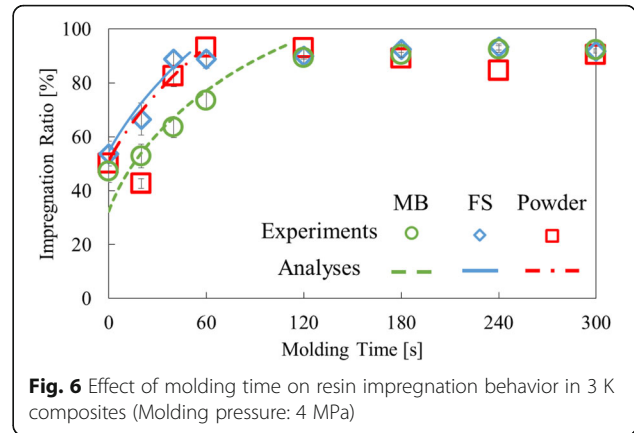 100
80
60
40
20
0
Impregnation Ratio [%]
MB FS Powder
Experiments
Analyses
0 60 120 180 240 300
Molding Time [s]
Fig. 6 Effect of molding time on resin impregnation behavior in 3 K
composites (Molding pressure: 4 MPa)